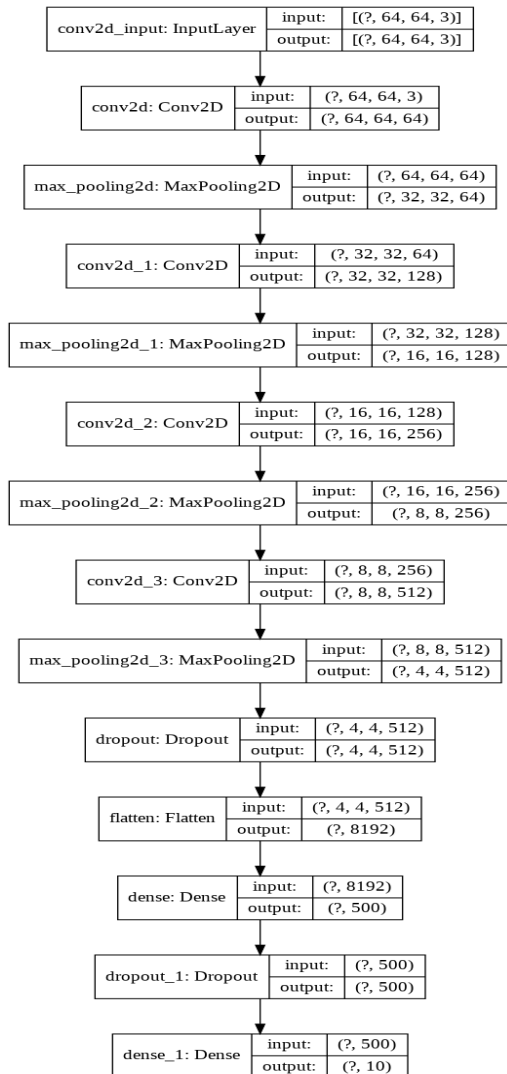 conv2d_input: InputLayer
input: [(?, 64, 64, 3)]
output: [(?, 64, 64, 3)]
conv2d: Conv2D
input: (?, 64, 64, 3)
output: (?, 64, 64, 64)
max_pooling2d: MaxPooling2D
input: (?, 64, 64, 64)
output: (?, 32, 32, 64)
conv2d_1: Conv2D
input: (?, 32, 32, 64)
output: (?, 32, 32, 128)
max_pooling2d_1: MaxPooling2D
input: (?, 32, 32, 128)
output: (?, 16, 16, 128)
conv2d_2: Conv2D
input: (?, 16, 16, 128)
output: (?, 16, 16, 256)
max_pooling2d_2: MaxPooling2D
input: (?, 16, 16, 256)
output: (?, 8, 8, 256)
conv2d_3: Conv2D
input: (?, 8, 8, 256)
output: (?, 8, 8, 512)
max_pooling2d_3: MaxPooling2D
input: (?, 8, 8, 512)
output: (?, 4, 4, 512)
dropout: Dropout
input: (?, 4, 4, 512)
output: (?, 4, 4, 512)
flatten: Flatten
input: (?, 4, 4, 512)
output: (?, 8192)
dense: Dense
input: (?, 8192)
output: (?, 500)
dropout_1: Dropout
input: (?, 500)
output: (?, 500)
dense_1: Dense
input: (?, 500)
output: (?, 10)